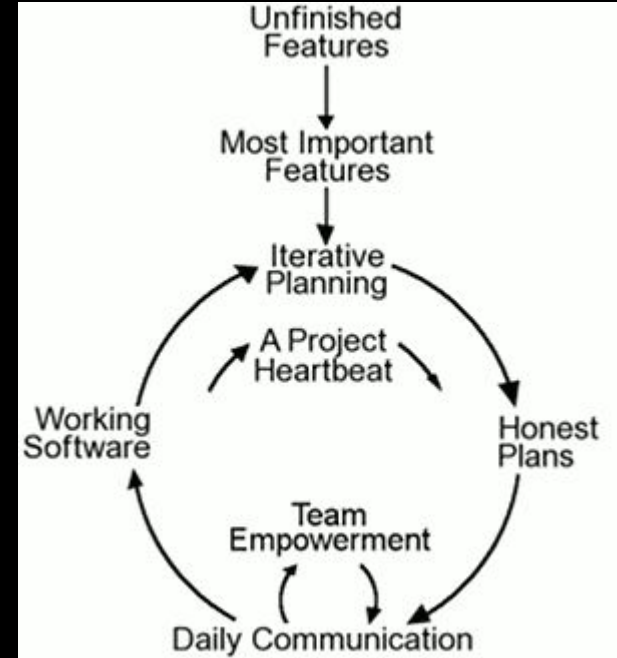 Unfinished
Features
Most Important
Features
Iterative
Planning
A Project
Heartbeat
Working
Software
Honest
Plans
Team
Empowerment
Daily Communication